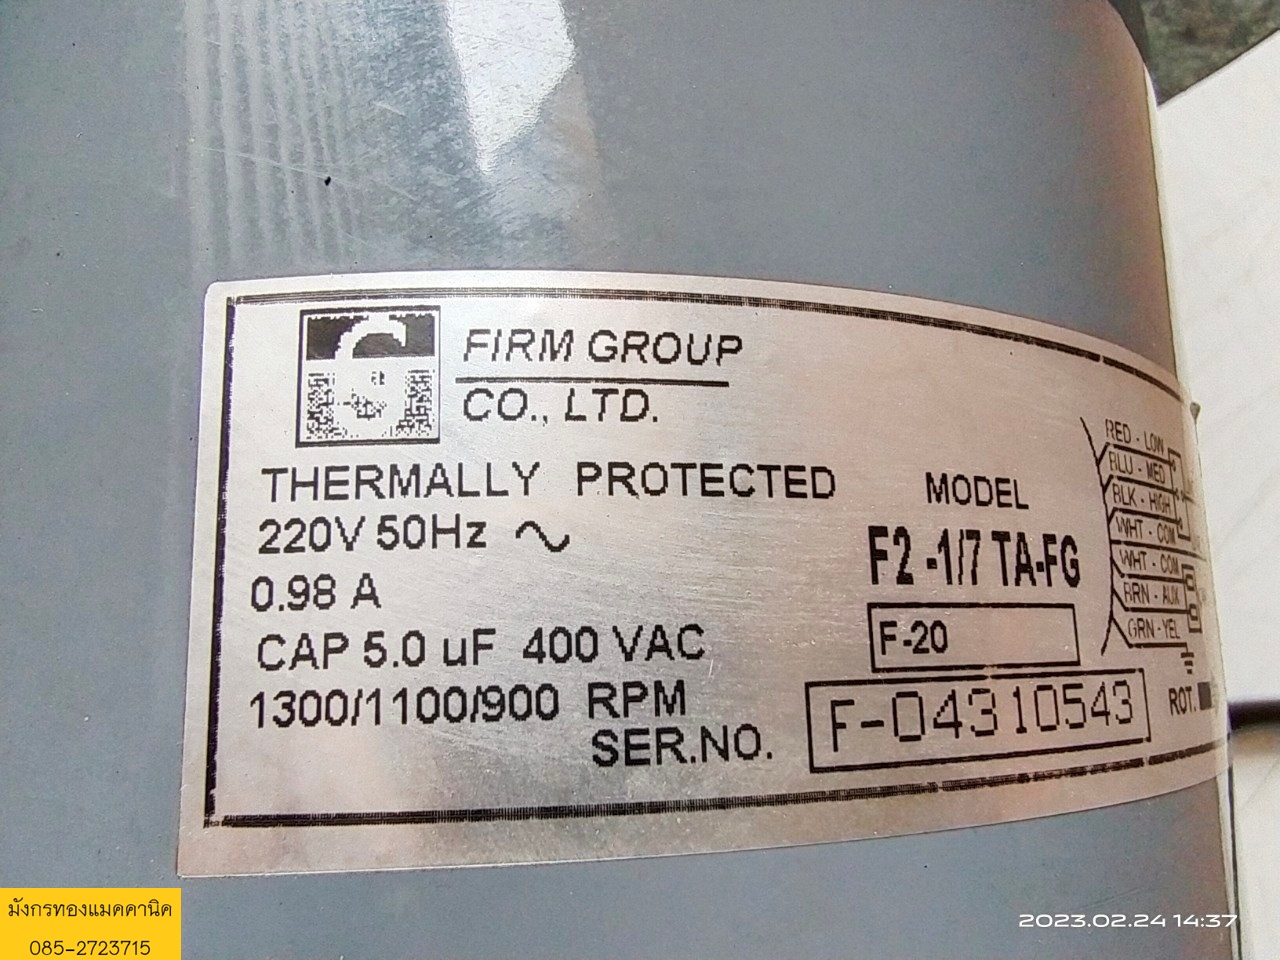 FIRM GROUP
CO., LTD.
THERMALLY PROTECTED
220V 50Hz ∿
0.98 A
CAP 5.0 uF 400 VAC
1300/1100/900 RPM
SER.NO.
MODEL
F2 -1/7 TA-FG
F-20
F-04310543
RED - LOW
BLU - MED
BLK - HIGH
WHT - COM
WHT - COM
BRN - AUX
GRN - YEL
ROT.
มังกรทองแมคคานิค
085-2723715
2023.02.24 14:37